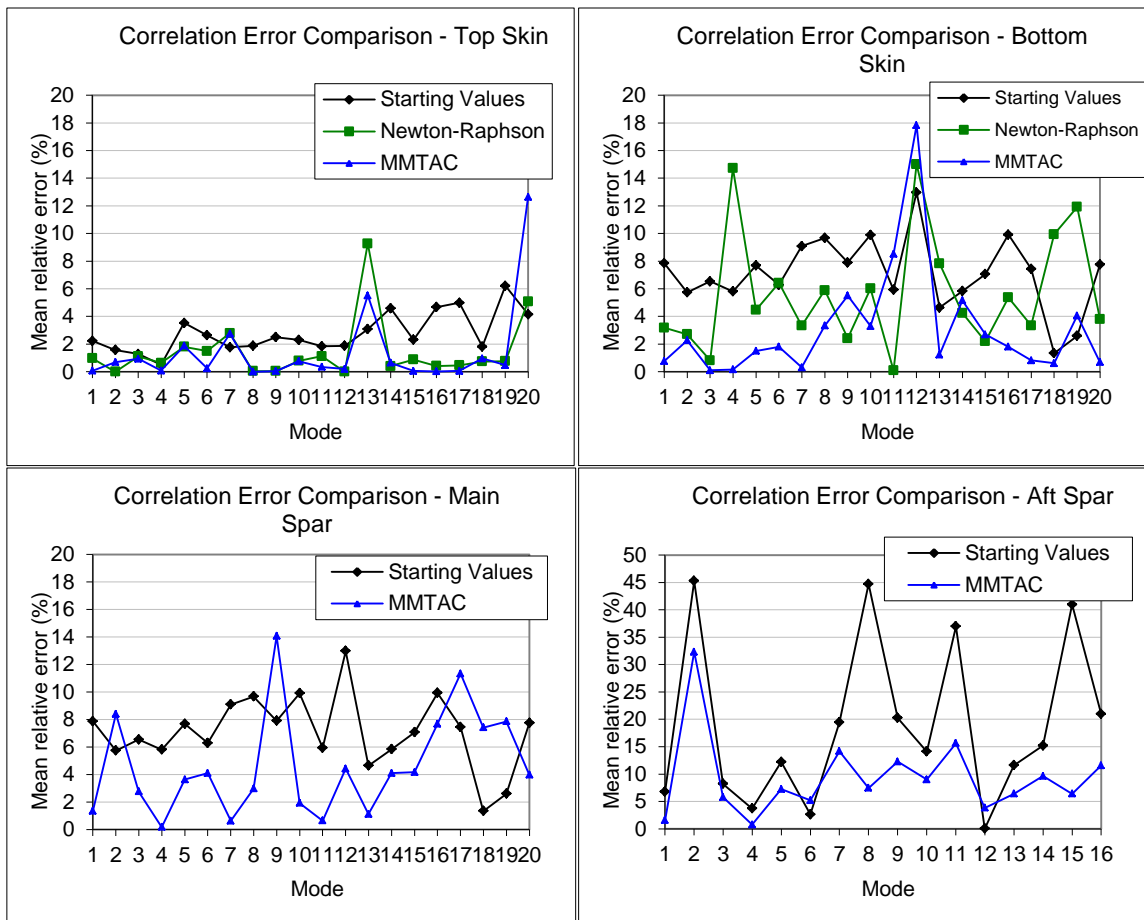 Correlation Error Comparison - Top Skin
20
18
16
14
12
10
8
6
4
2
0
Mean relative error (%)
Starting Values
Newton-Raphson
MMTAC
1 2 3 4 5 6 7 8 9 10 11 12 13 14 15 16 17 18 19 20
Mode
Correlation Error Comparison - Bottom
Skin
20
18
16
14
12
10
8
6
4
2
0
Mean relative error (%)
Starting Values
Newton-Raphson
MMTAC
1 2 3 4 5 6 7 8 9 10 11 12 13 14 15 16 17 18 19 20
Mode
Correlation Error Comparison - Main
Spar
20
18
16
14
12
10
8
6
4
2
0
Mean relative error (%)
Starting Values
MMTAC
1 2 3 4 5 6 7 8 9 10 11 12 13 14 15 16 17 18 19 20
Mode
Correlation Error Comparison - Aft Spar
50
45
40
35
30
25
20
15
10
5
0
Mean relative error (%)
Starting Values
MMTAC
1 2 3 4 5 6 7 8 9 10 11 12 13 14 15 16
Mode